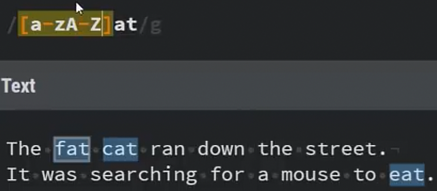 /[a-zA-Z]at/g
Text
The fat cat ran down the street.
It was searching for a mouse to eat.